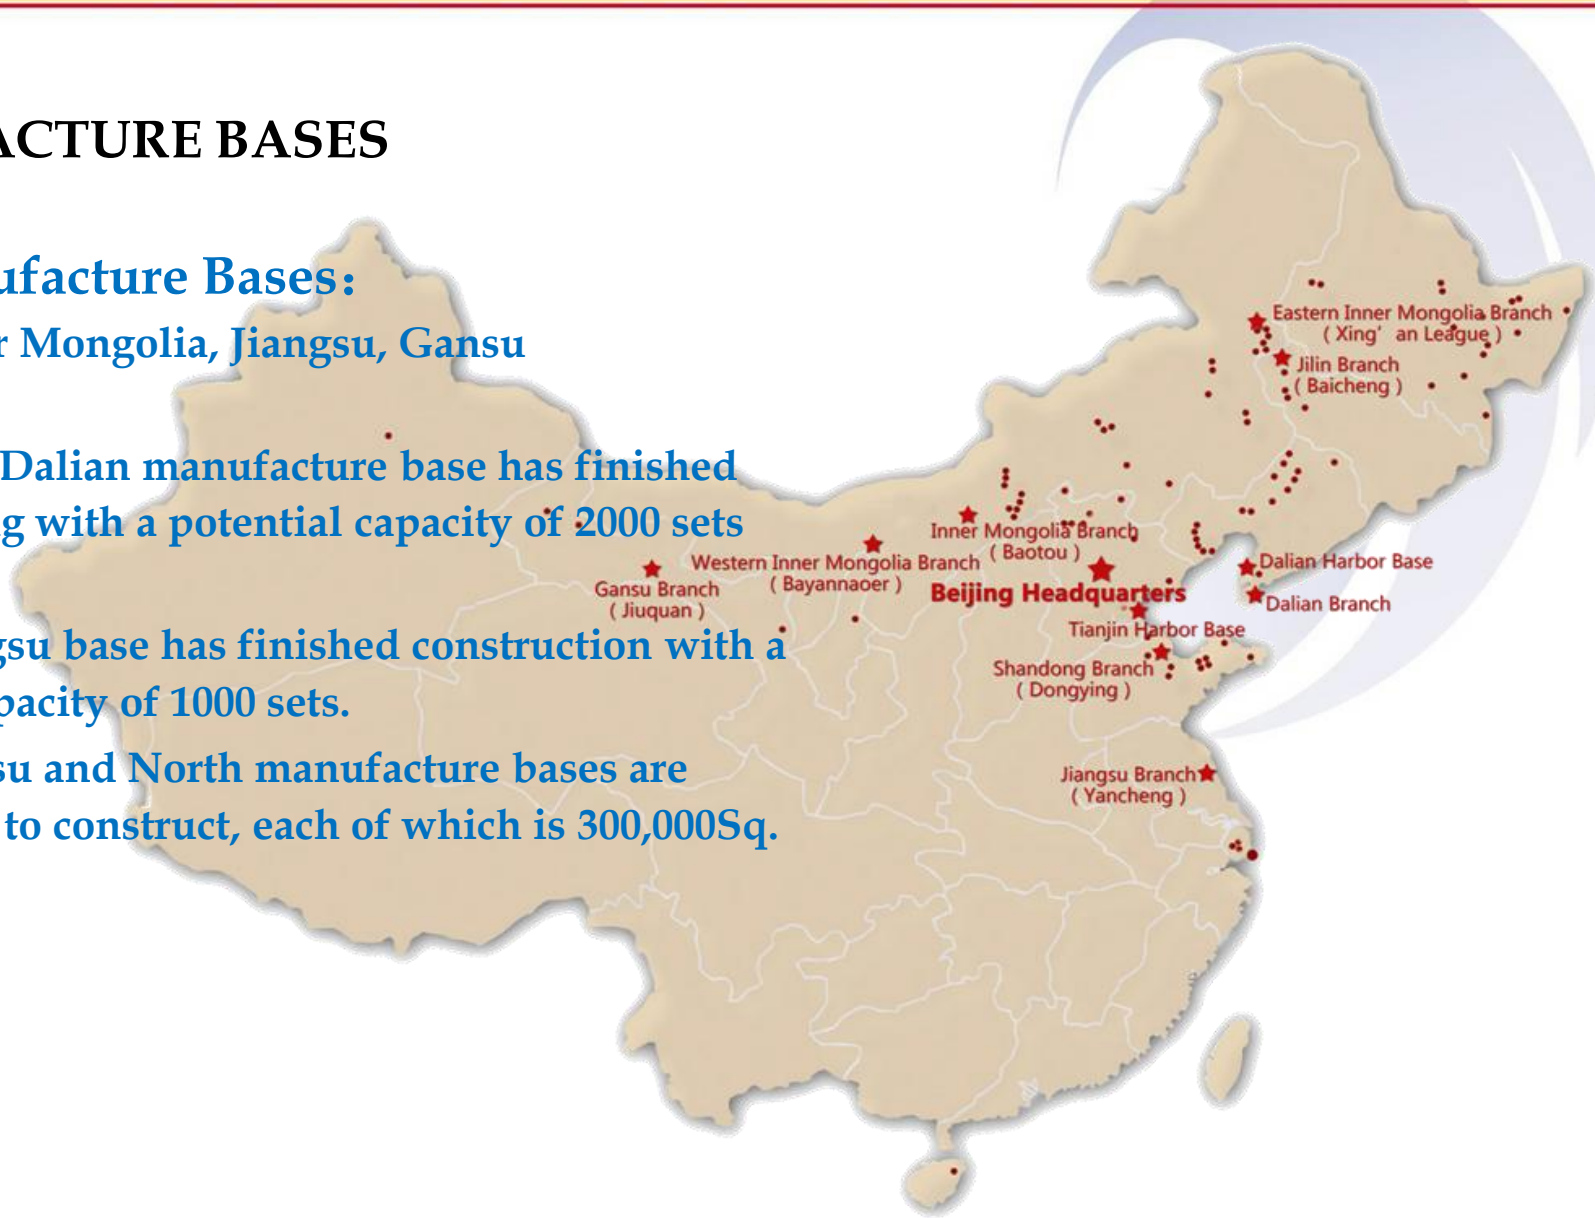 ACTURE BASES
ufacture Bases：
r Mongolia, Jiangsu, Gansu
Dalian manufacture base has finished
g with a potential capacity of 2000 sets
gsu base has finished construction with a
pacity of 1000 sets.
su and North manufacture bases are
to construct, each of which is 300,000Sq.
Eastern Inner Mongolia Branch
( Xing’ an League )
Jilin Branch
( Baicheng )
Inner Mongolia Branch
( Baotou )
Western Inner Mongolia Branch
( Bayannaoer )
Gansu Branch
( Jiuquan )
Beijing Headquarters
Dalian Harbor Base
Dalian Branch
Tianjin Harbor Base
Shandong Branch
( Dongying )
Jiangsu Branch
( Yancheng )